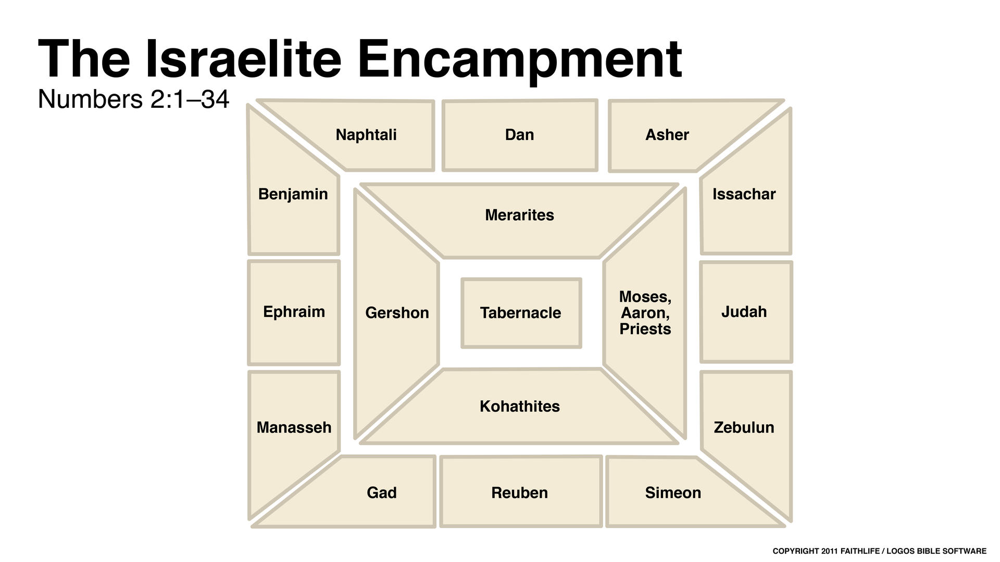 The Israelite Encampment
Numbers 2:1–34
Naphtali
Dan
Asher
Benjamin
Issachar
Merarites
Ephraim
Gershon
Tabernacle
Moses,
Aaron,
Priests
Judah
Kohathites
Manasseh
Zebulun
Gad
Reuben
Simeon
COPYRIGHT 2011 FAITHLIFE / LOGOS BIBLE SOFTWARE